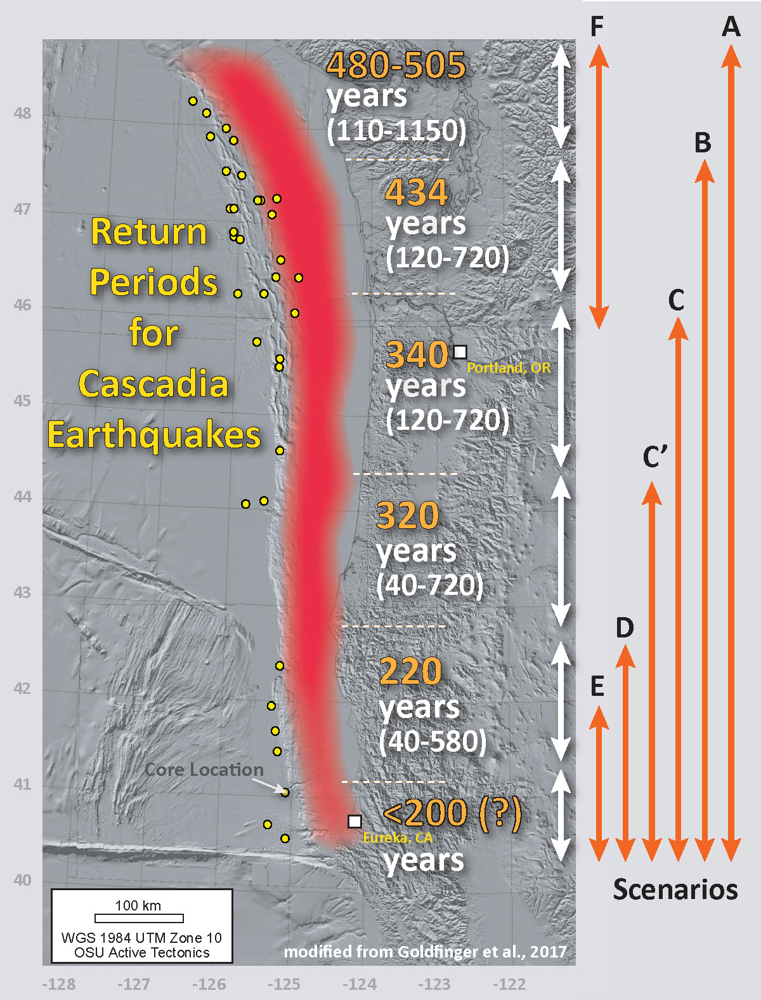 F
A
480-505
years
(110-1150)
B
434
years
(120-720)
Return
Periods
for
Cascadia
Earthquakes
C
340
years
(120-720)
Portland, OR
C’
320
years
(40-720)
D
220
years
(40-580)
E
Core Location
<200 (?)
years
Eureka, CA
Scenarios
48
47
46
45
44
43
42
41
40
100 km
WGS 1984 UTM Zone 10
OSU Active Tectonics
modified from Goldfinger et al., 2017
-128
-127
-126
-125
-124
-123
-122